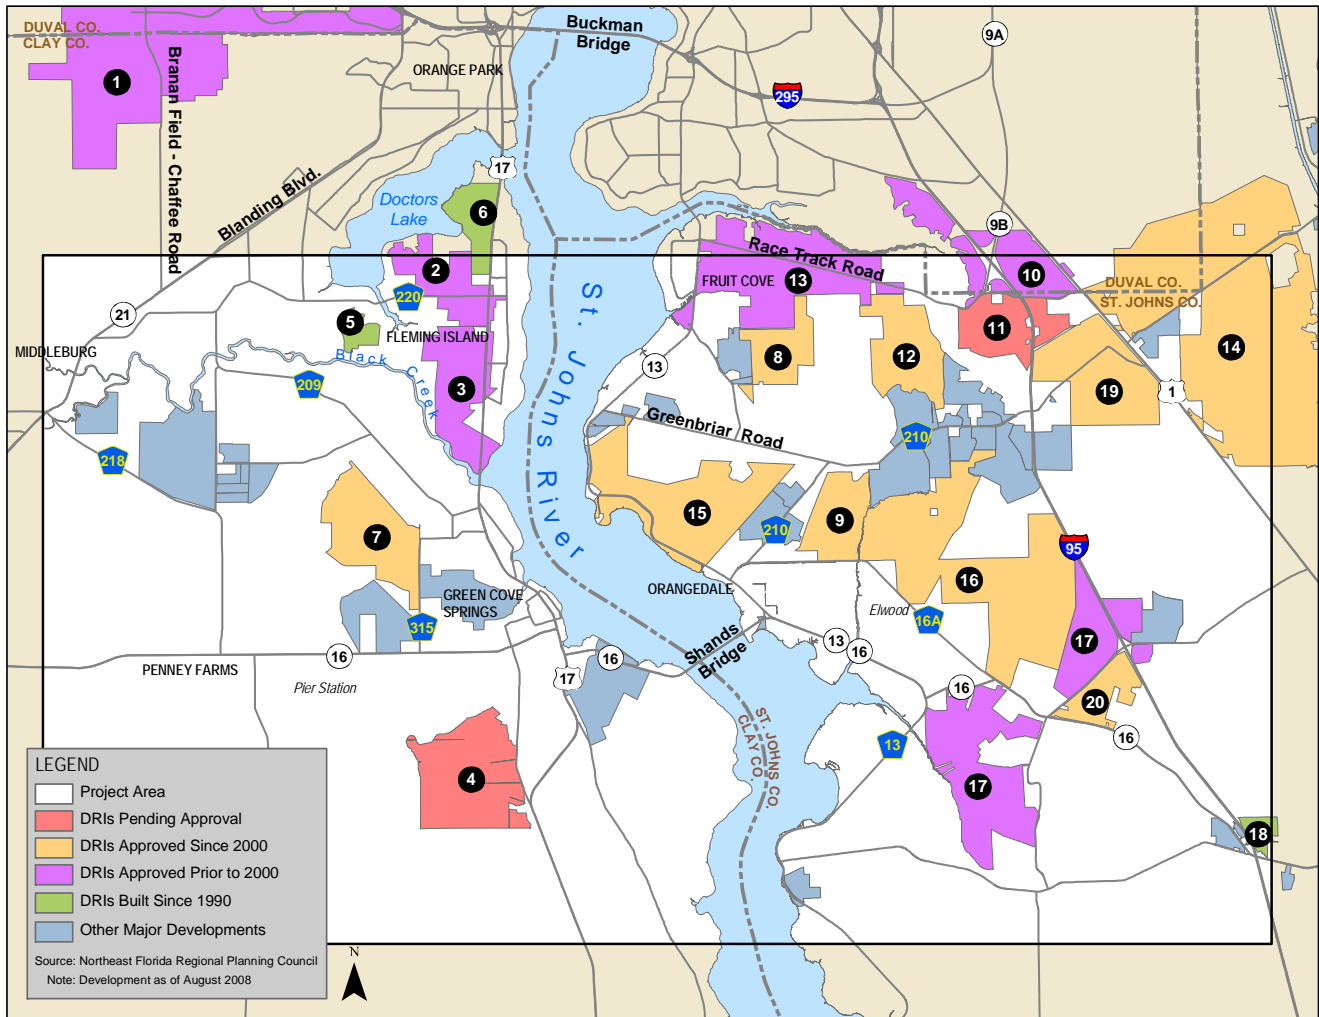 DUVAL CO.
CLAY CO.
1
Branan Field - Chaffee Road
Blanding Blvd.
ORANGE PARK
Buckman
Bridge
295
9A
17
Doctors
Lake
6
2
220
21
5
FLEMING ISLAND
MIDDLEBURG
Black Creek
209
3
218
7
GREEN COVE
SPRINGS
315
16
PENNEY FARMS
Pier Station
17
16
4
St. Johns River
Race Track Road
FRUIT COVE
13
9B
10
DUVAL CO.
ST. JOHNS CO.
11
14
8
12
13
19
1
Greenbriar Road
210
15
210
9
95
16
ORANGEDALE
Elwood
16A
Shands
Bridge
13
16
17
16
20
16
ST. JOHNS CO.
CLAY CO.
13
17
18
LEGEND
Project Area
DRIs Pending Approval
DRIs Approved Since 2000
DRIs Approved Prior to 2000
DRIs Built Since 1990
Other Major Developments
Source: Northeast Florida Regional Planning Council
Note: Development as of August 2008
N